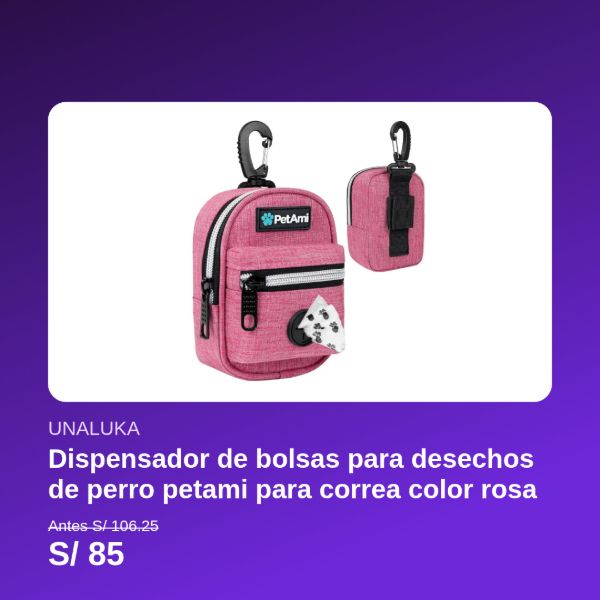 PetAmi
UNALUKA
Dispensador de bolsas para desechos
de perro petami para correa color rosa
Antes S/ 106.25
S/ 85